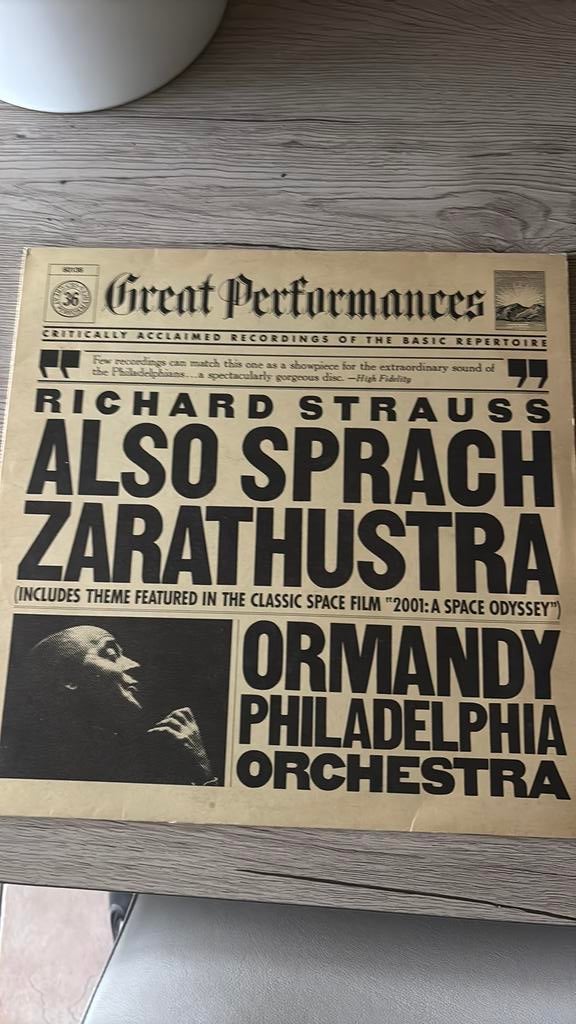 60136
36
Great Performances
CRITICALLY ACCLAIMED RECORDINGS OF THE BASIC REPERTOIRE
"Few recordings can match this one as a showpiece for the extraordinary sound of
the Philadelphians...a spectacularly gorgeous disc. —High Fidelity"
RICHARD STRAUSS
ALSO SPRACH
ZARATHUSTRA
(INCLUDES THEME FEATURED IN THE CLASSIC SPACE FILM "2001: A SPACE ODYSSEY")
ORMANDY
PHILADELPHIA
ORCHESTRA